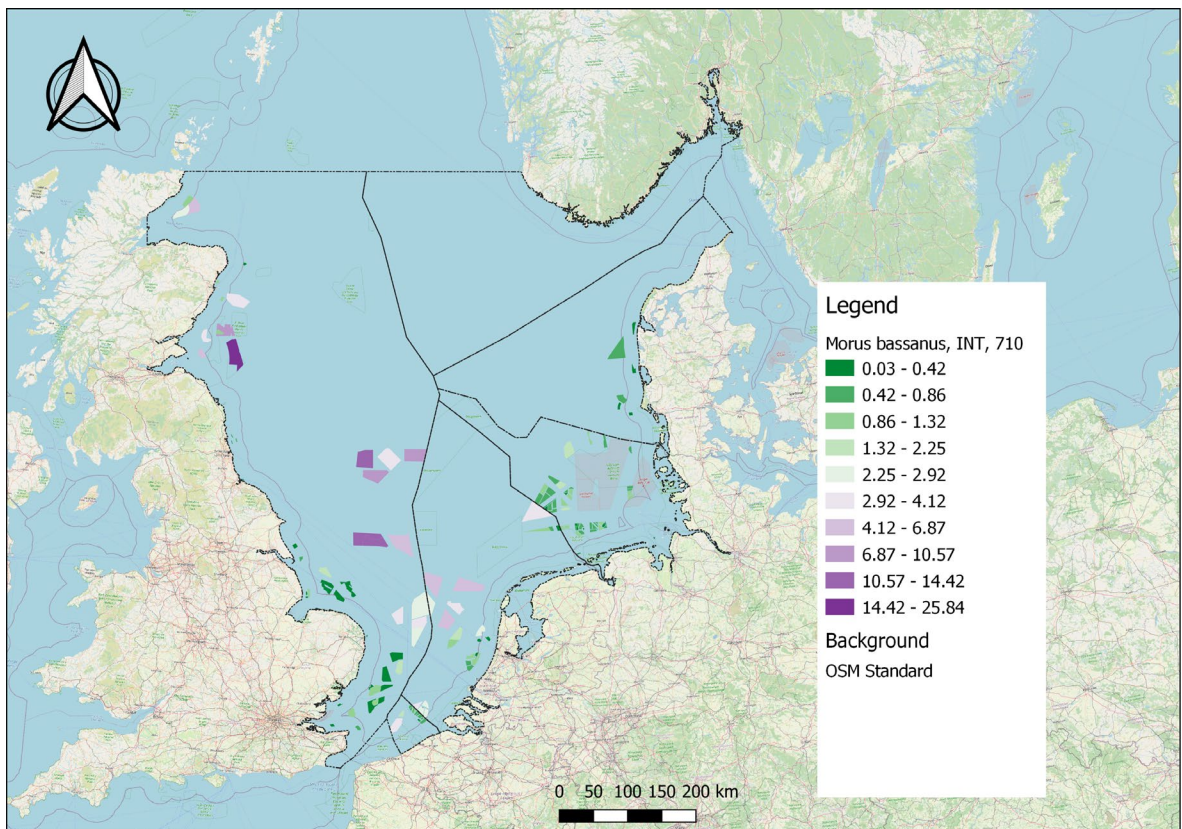 Legend
Morus bassanus, INT, 710
0.03 - 0.42
0.42 - 0.86
0.86 - 1.32
1.32 - 2.25
2.25 - 2.92
2.92 - 4.12
4.12 - 6.87
6.87 - 10.57
10.57 - 14.42
14.42 - 25.84
Background
OSM Standard
0 50 100 150 200 km